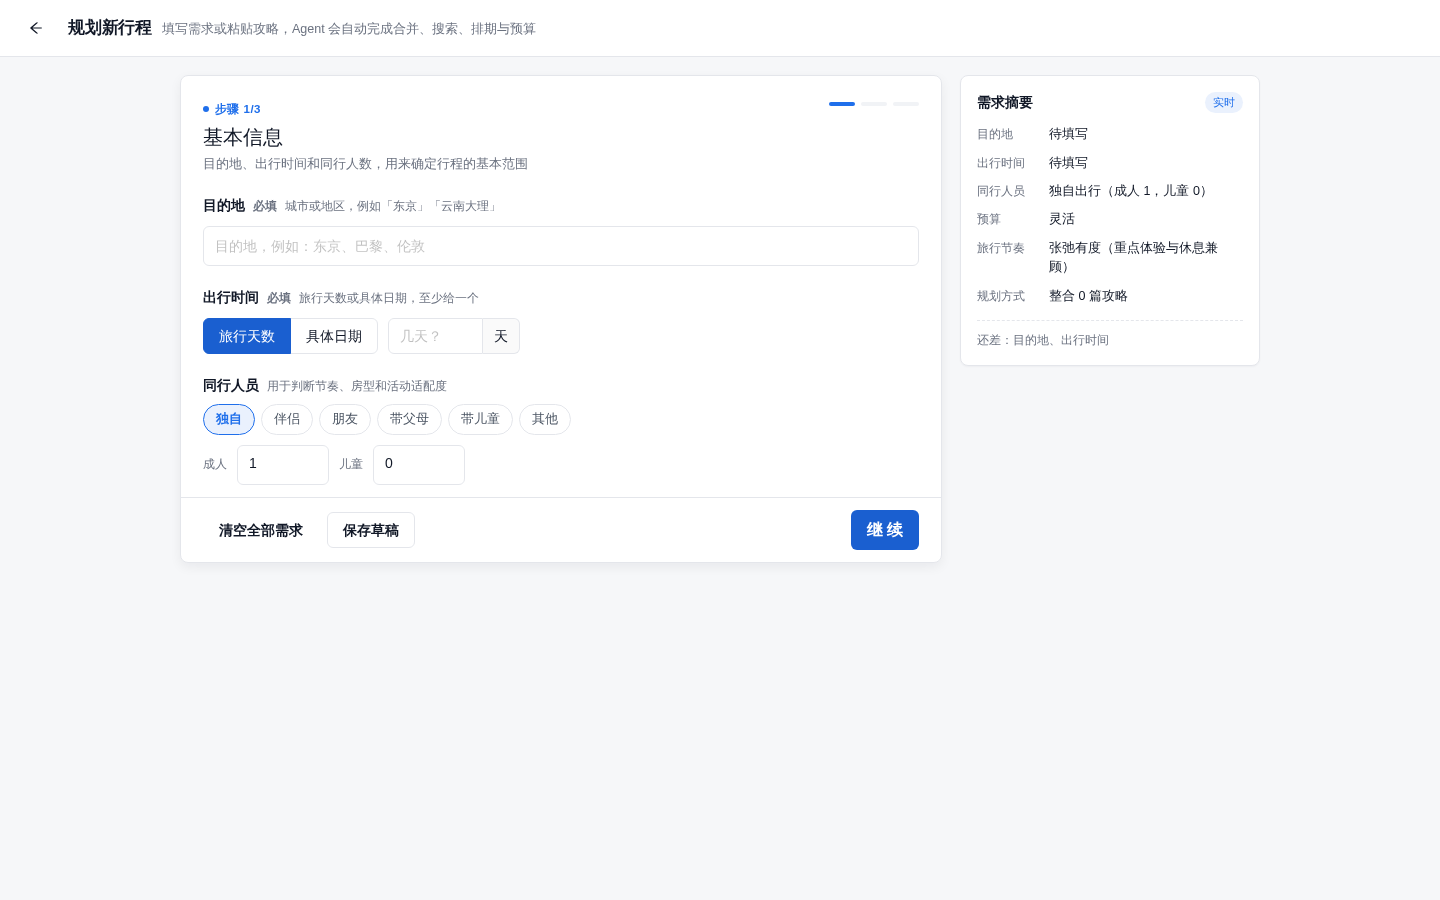 规划新行程 填写需求或粘贴攻略，Agent 会自动完成合并、搜索、排期与预算
步骤 1/3
基本信息
目的地、出行时间和同行人数，用来确定行程的基本范围
目的地 必填 城市或地区，例如「东京」「云南大理」
目的地，例如：东京、巴黎、伦敦
出行时间 必填 旅行天数或具体日期，至少给一个
旅行天数 具体日期 几天？ 天
同行人员 用于判断节奏、房型和活动适配度
独自 伴侣 朋友 带父母 带儿童 其他
成人 1 儿童 0
清空全部需求 保存草稿 继续
需求摘要 实时
目的地 待填写
出行时间 待填写
同行人员 独自出行（成人 1，儿童 0）
预算 灵活
旅行节奏 张弛有度（重点体验与休息兼
顾）
规划方式 整合 0 篇攻略
还差：目的地、出行时间